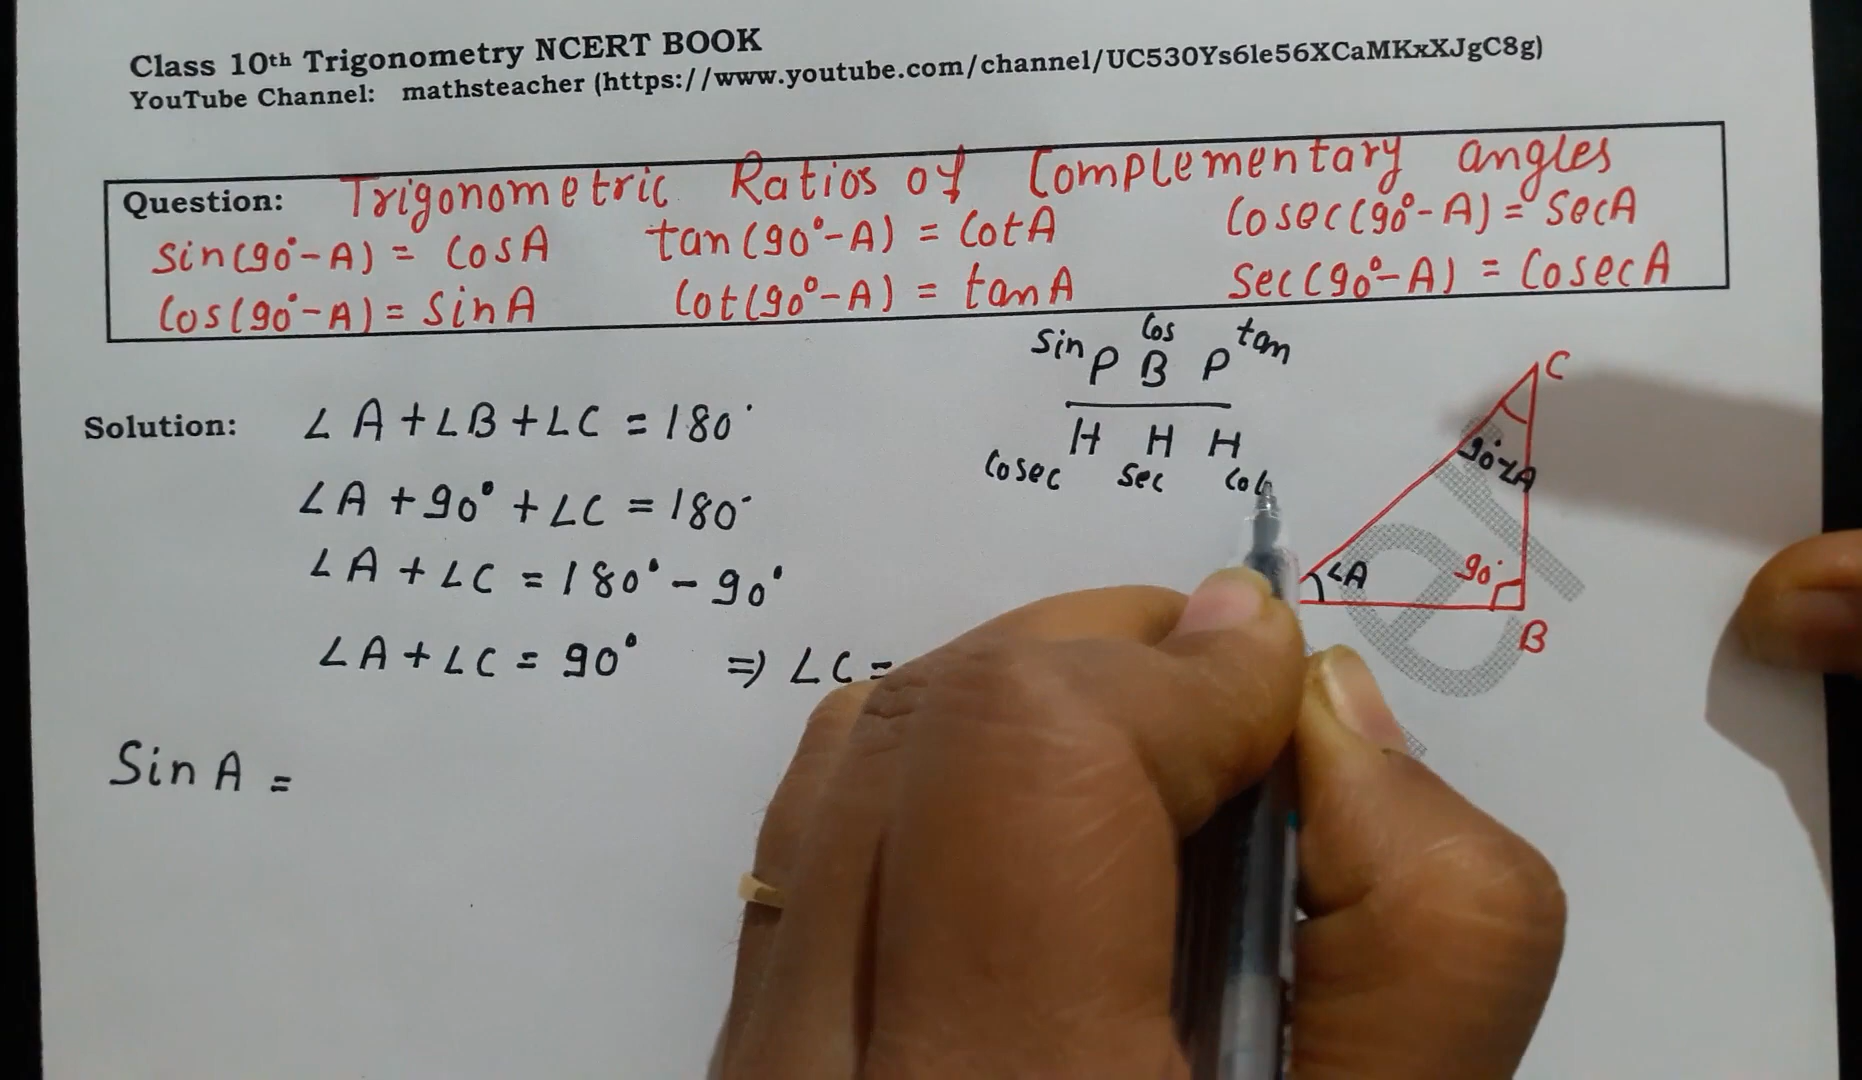 Class 10th Trigonometry NCERT BOOK
YouTube Channel: mathsteacher (https://www.youtube.com/channel/UC530Ys6le56XCaMKxXJgC8g)
Question: Trigonometric Ratios of Complementary angles
sin(90°-A) = CosA tan(90°-A) = CotA Cosec(90°-A) = SecA
Cos(90°-A) = SinA Cot(90°-A) = tanA Sec(90°-A) = CosecA
Sin Cos tan
P B P
H H H
Cosec Sec Cot
C
90°-∠A
∠A 90°
B
Solution: ∠A+∠B+∠C = 180°
∠A + 90° + ∠C = 180°
∠A + ∠C = 180° - 90°
∠A + ∠C = 90° ⇒ ∠C =
Sin A =